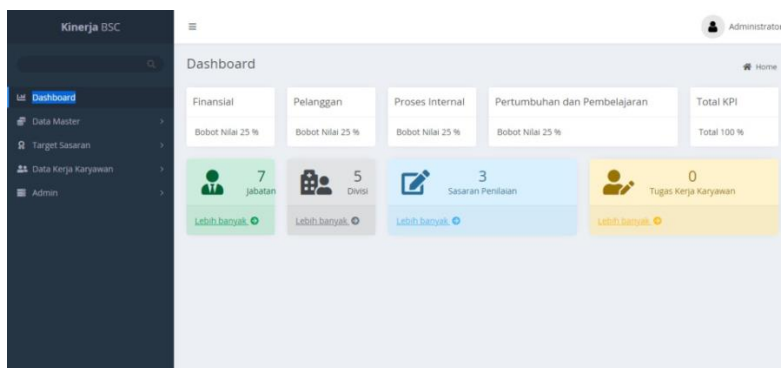 Kinerja BSC
Administrator
Dashboard
Home
Dashboard
Data Master
Target Sasaran
Data Kerja Karyawan
Admin
Finansial
Bobot Nilai 25 %
Pelanggan
Bobot Nilai 25 %
Proses Internal
Bobot Nilai 25 %
Pertumbuhan dan Pembelajaran
Bobot Nilai 25 %
Total KPI
Total 100 %
7
Jabatan
Lebih banyak
5
Divisi
Lebih banyak
3
Sasaran Penilaian
Lebih banyak
0
Tugas Kerja Karyawan
Lebih banyak